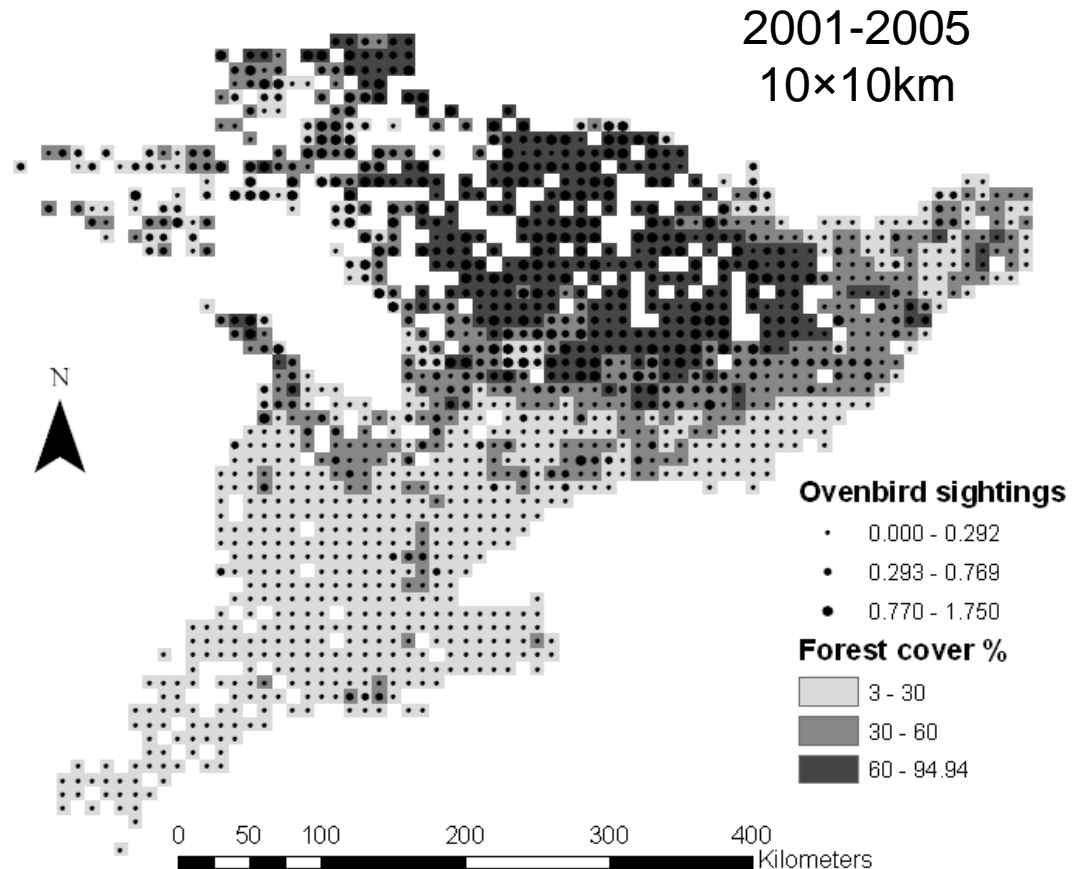 2001-2005
10×10km
N
Ovenbird sightings
0.000 - 0.292
0.293 - 0.769
0.770 - 1.750
Forest cover %
3 - 30
30 - 60
60 - 94.94
0 50 100 200 300 400
Kilometers